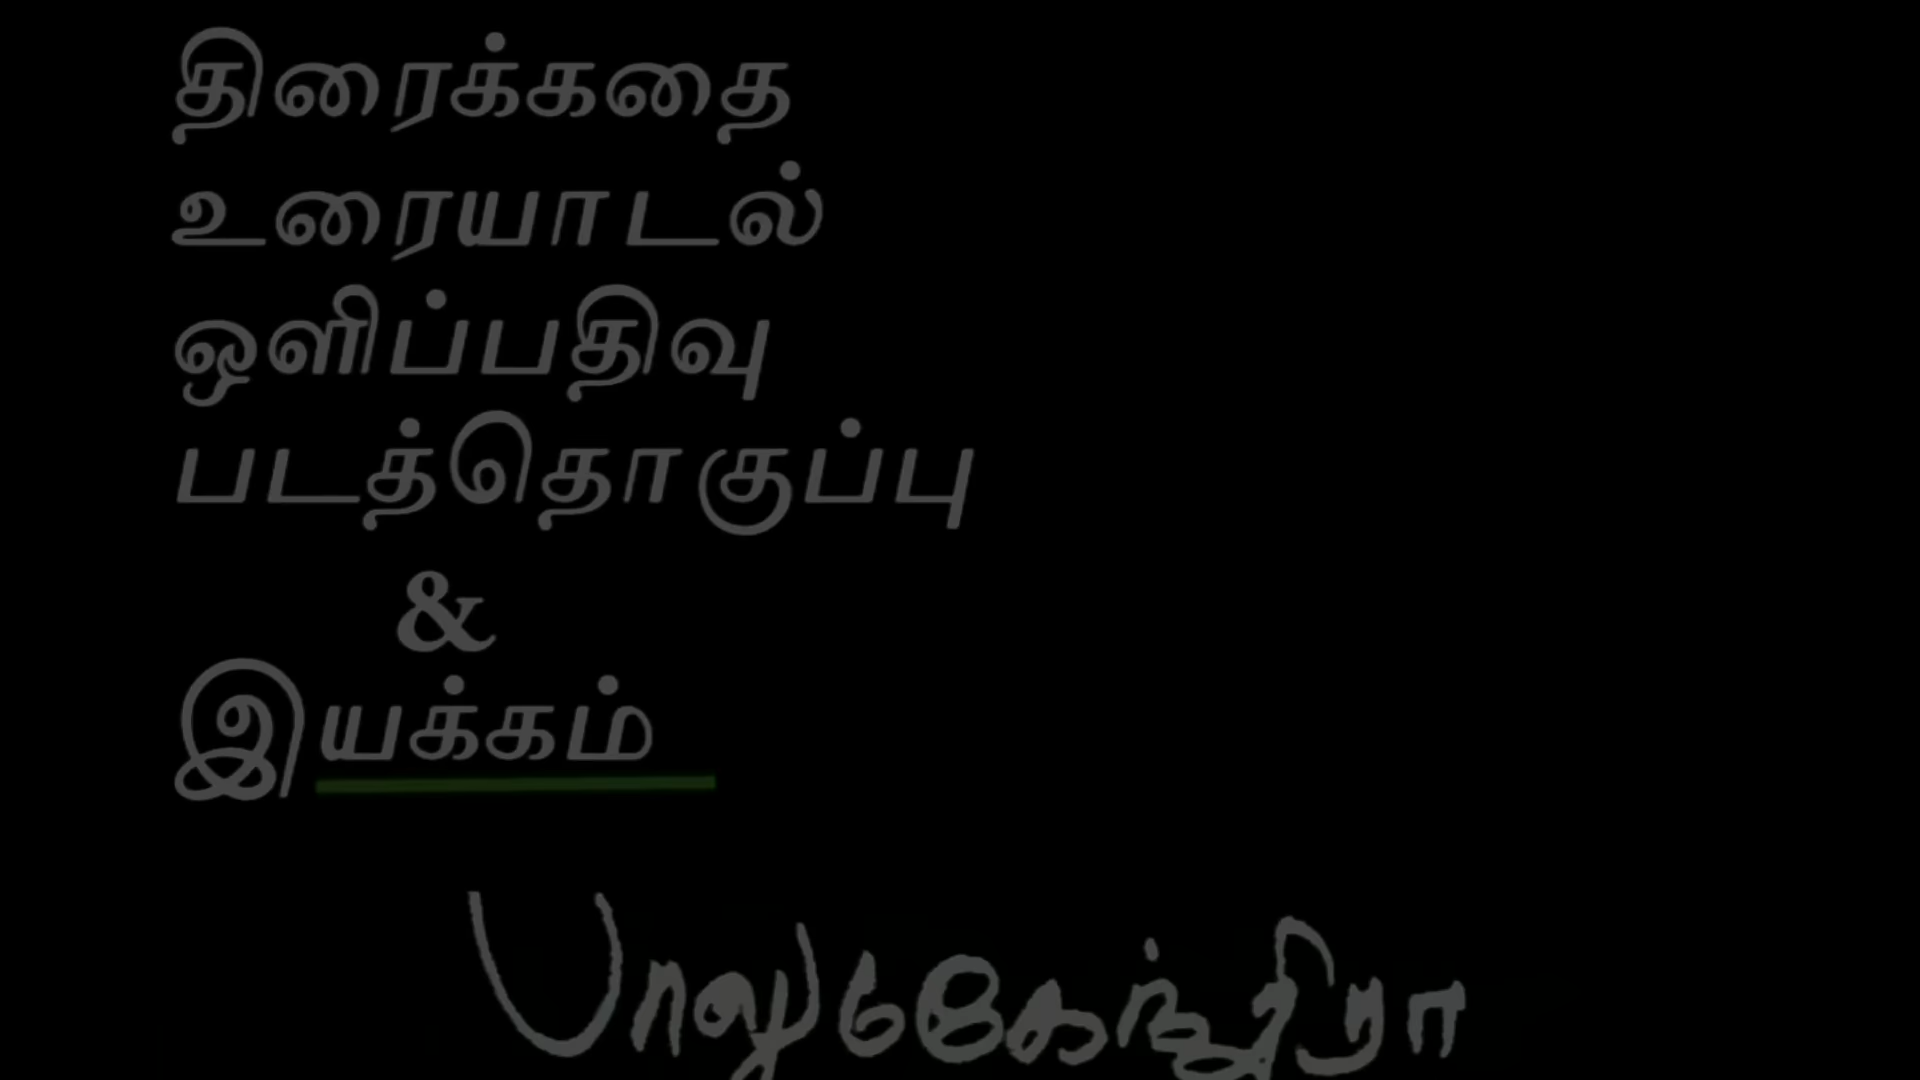 திரைக்கதை
உரையாடல்
ஒளிப்பதிவு
படத்தொகுப்பு
&
இயக்கம்
பாலுமகேந்திரா